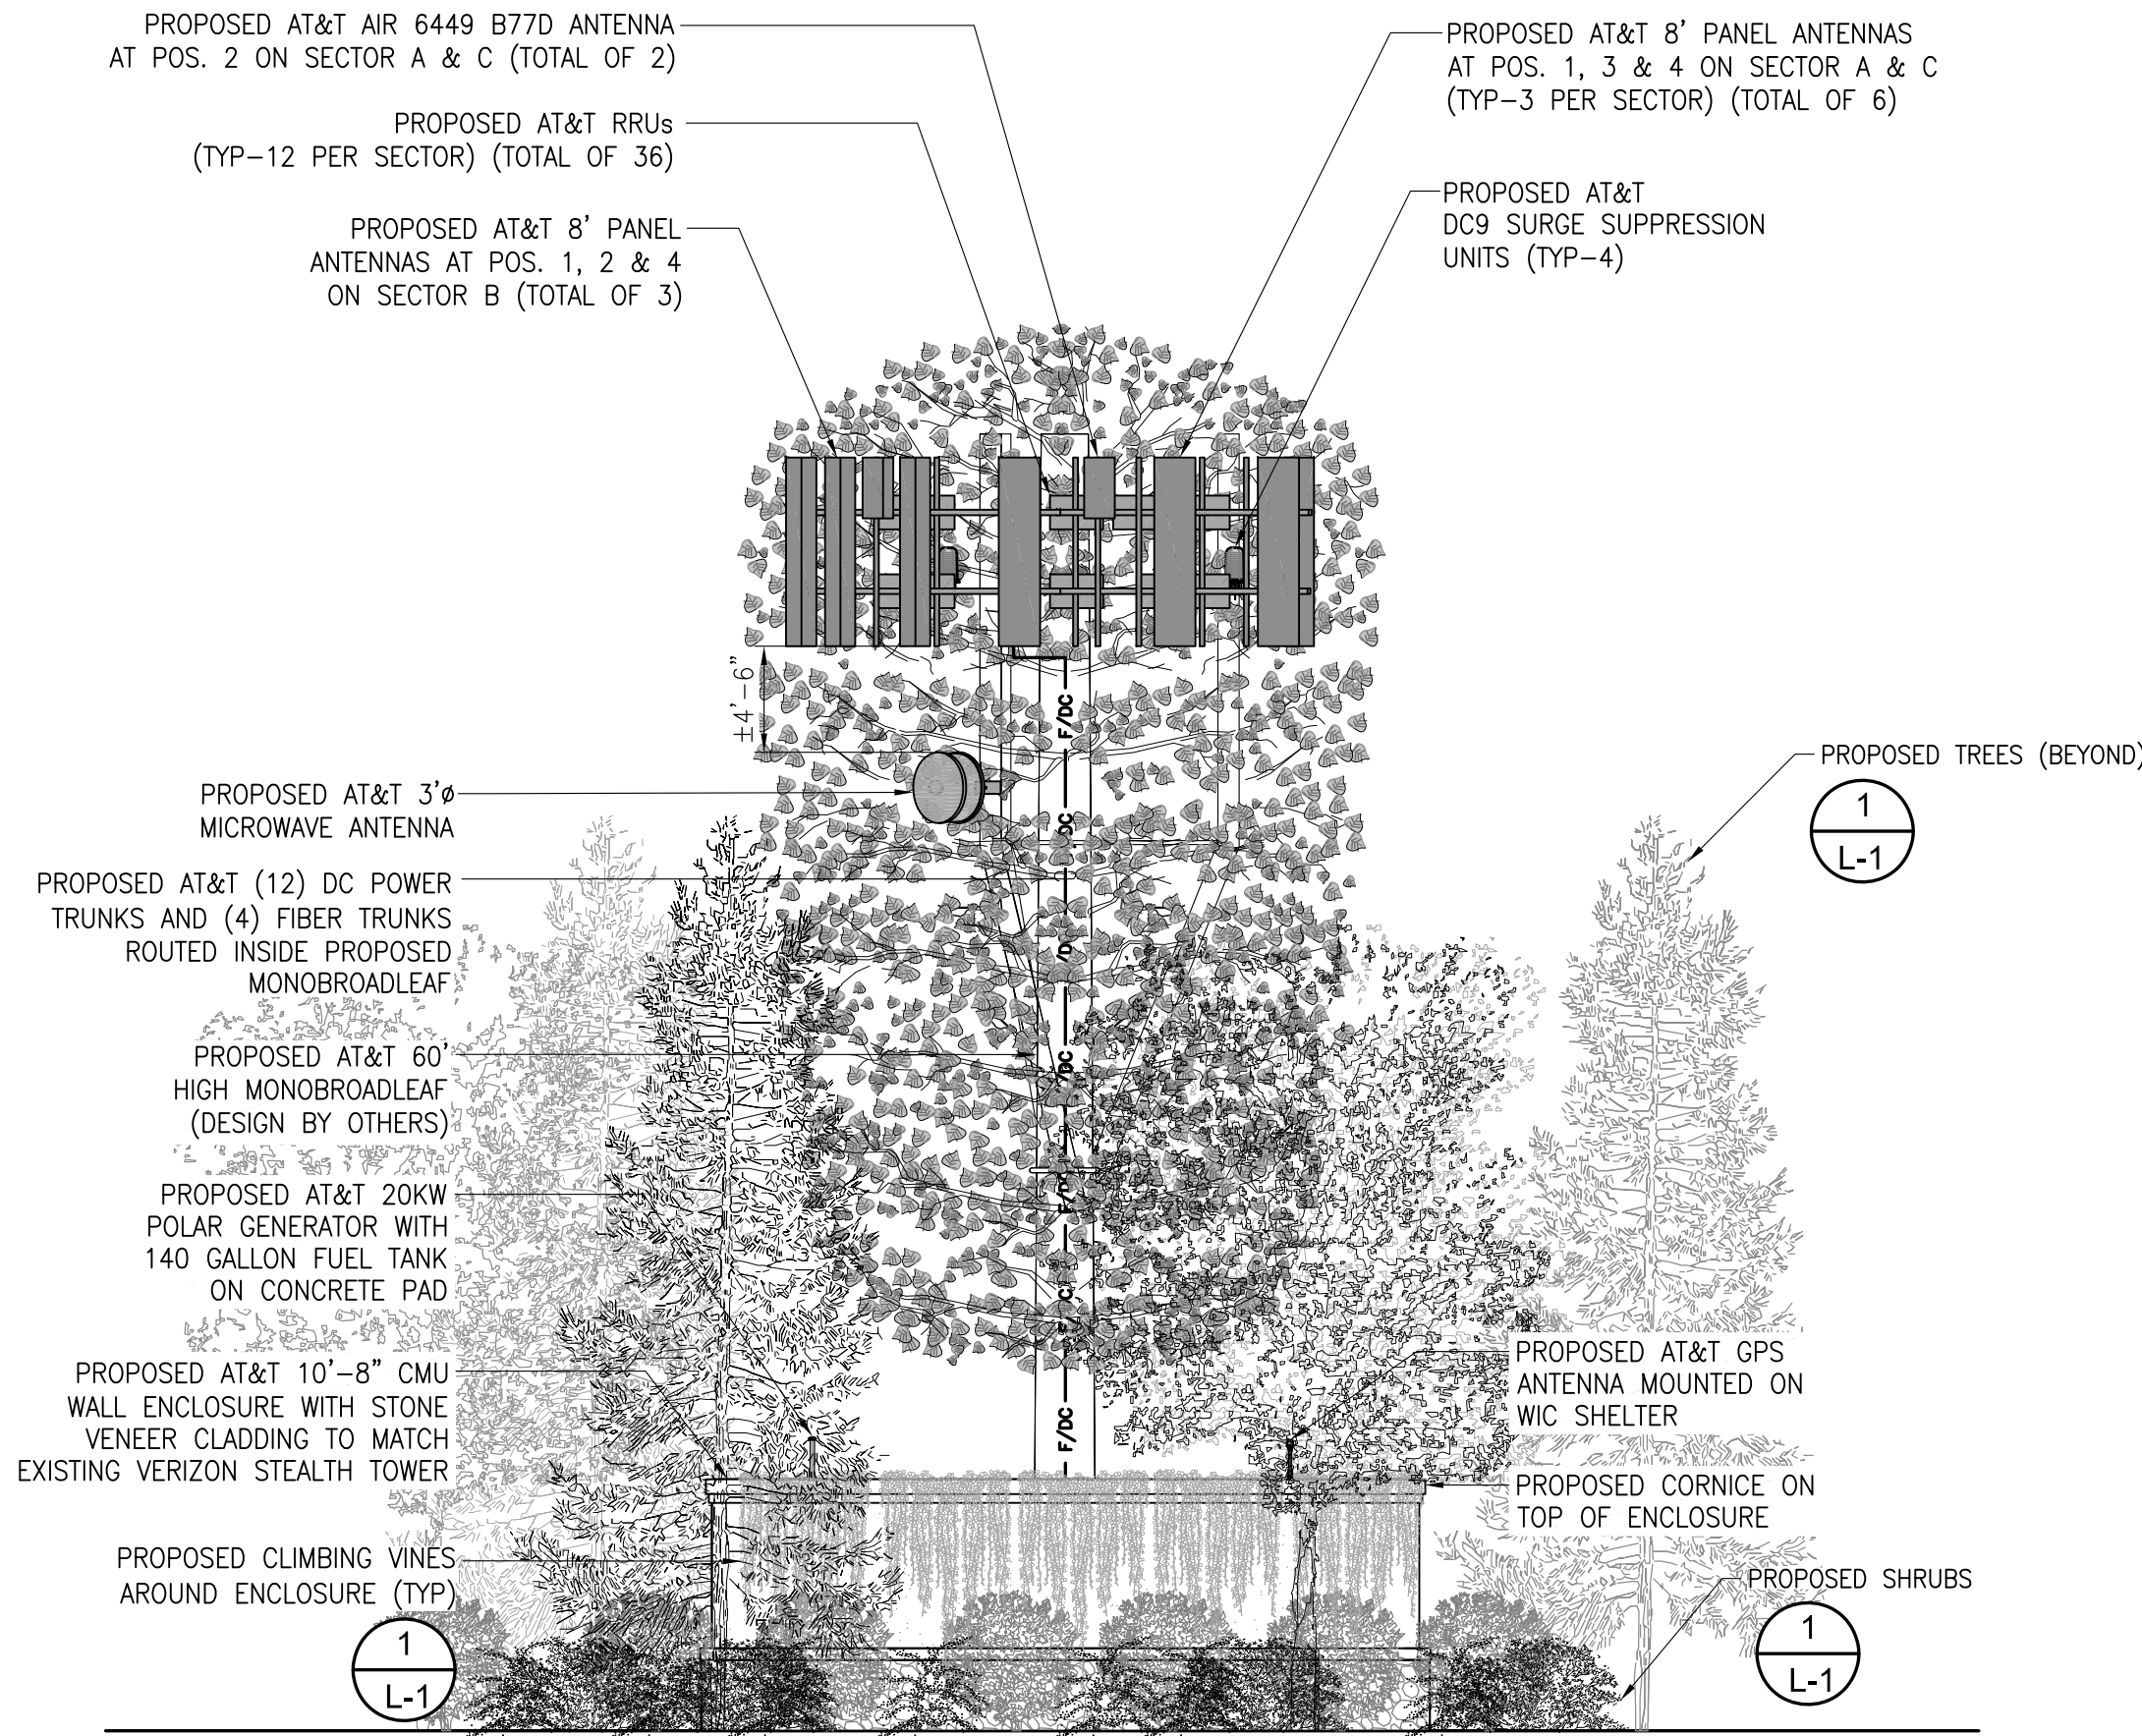 PROPOSED AT&T AIR 6449 B77D ANTENNA
AT POS. 2 ON SECTOR A & C (TOTAL OF 2)
PROPOSED AT&T RRUs
(TYP-12 PER SECTOR) (TOTAL OF 36)
PROPOSED AT&T 8' PANEL
ANTENNAS AT POS. 1, 2 & 4
ON SECTOR B (TOTAL OF 3)
PROPOSED AT&T 8' PANEL ANTENNAS
AT POS. 1, 3 & 4 ON SECTOR A & C
(TYP-3 PER SECTOR) (TOTAL OF 6)
PROPOSED AT&T
DC9 SURGE SUPPRESSION
UNITS (TYP-4)
±4'-6"
F/DC
DC
/D
/DC
F/DC
F/DC
PROPOSED AT&T 3'ø
MICROWAVE ANTENNA
PROPOSED AT&T (12) DC POWER
TRUNKS AND (4) FIBER TRUNKS
ROUTED INSIDE PROPOSED
MONOBROADLEAF
PROPOSED AT&T 60'
HIGH MONOBROADLEAF
(DESIGN BY OTHERS)
PROPOSED AT&T 20KW
POLAR GENERATOR WITH
140 GALLON FUEL TANK
ON CONCRETE PAD
PROPOSED AT&T 10'-8" CMU
WALL ENCLOSURE WITH STONE
VENEER CLADDING TO MATCH
EXISTING VERIZON STEALTH TOWER
PROPOSED CLIMBING VINES
AROUND ENCLOSURE (TYP)
1
L-1
PROPOSED TREES (BEYOND)
1
L-1
PROPOSED AT&T GPS
ANTENNA MOUNTED ON
WIC SHELTER
PROPOSED CORNICE ON
TOP OF ENCLOSURE
PROPOSED SHRUBS
1
L-1